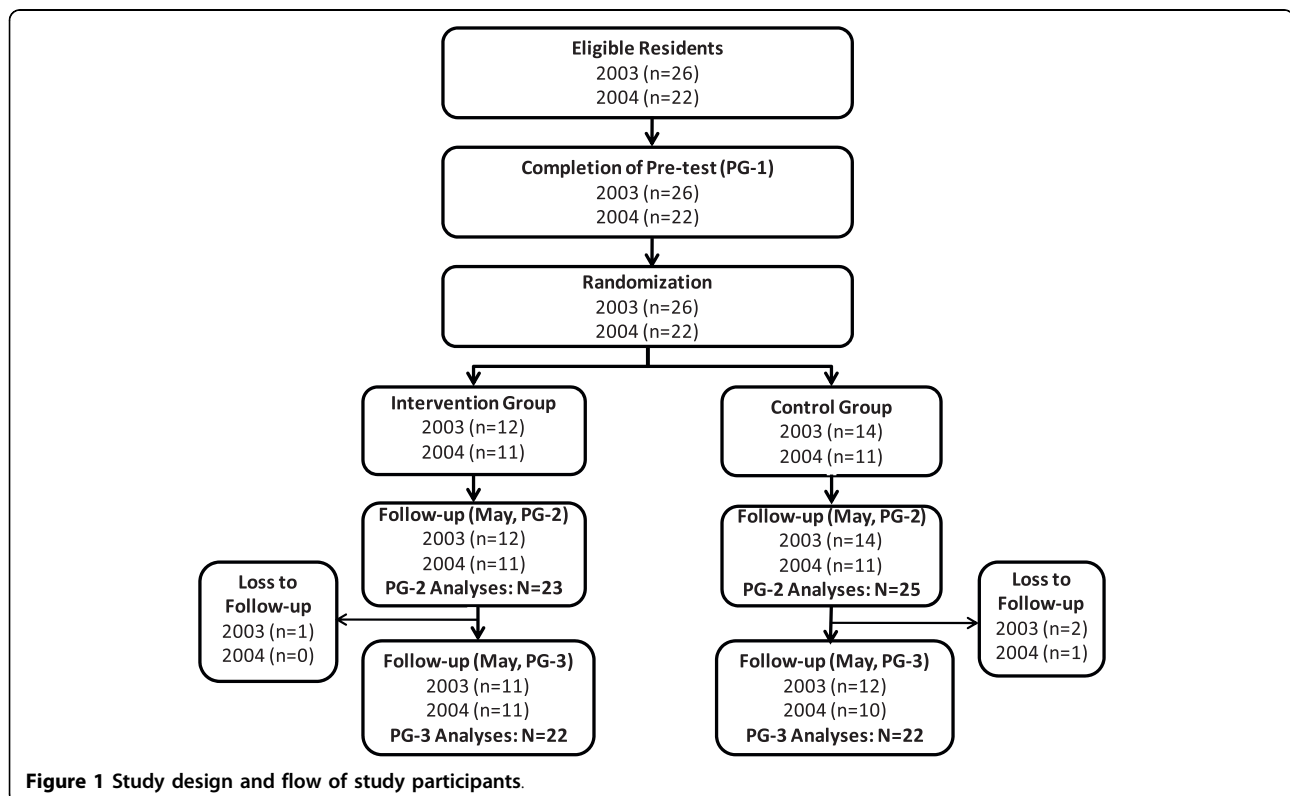 Eligible Residents
2003 (n=26)
2004 (n=22)
Completion of Pre-test (PG-1)
2003 (n=26)
2004 (n=22)
Randomization
2003 (n=26)
2004 (n=22)
Intervention Group
2003 (n=12)
2004 (n=11)
Control Group
2003 (n=14)
2004 (n=11)
Follow-up (May, PG-2)
2003 (n=12)
2004 (n=11)
PG-2 Analyses: N=23
Follow-up (May, PG-2)
2003 (n=14)
2004 (n=11)
PG-2 Analyses: N=25
Loss to
Follow-up
2003 (n=1)
2004 (n=0)
Loss to
Follow-up
2003 (n=2)
2004 (n=1)
Follow-up (May, PG-3)
2003 (n=11)
2004 (n=11)
PG-3 Analyses: N=22
Follow-up (May, PG-3)
2003 (n=12)
2004 (n=10)
PG-3 Analyses: N=22
Figure 1 Study design and flow of study participants.